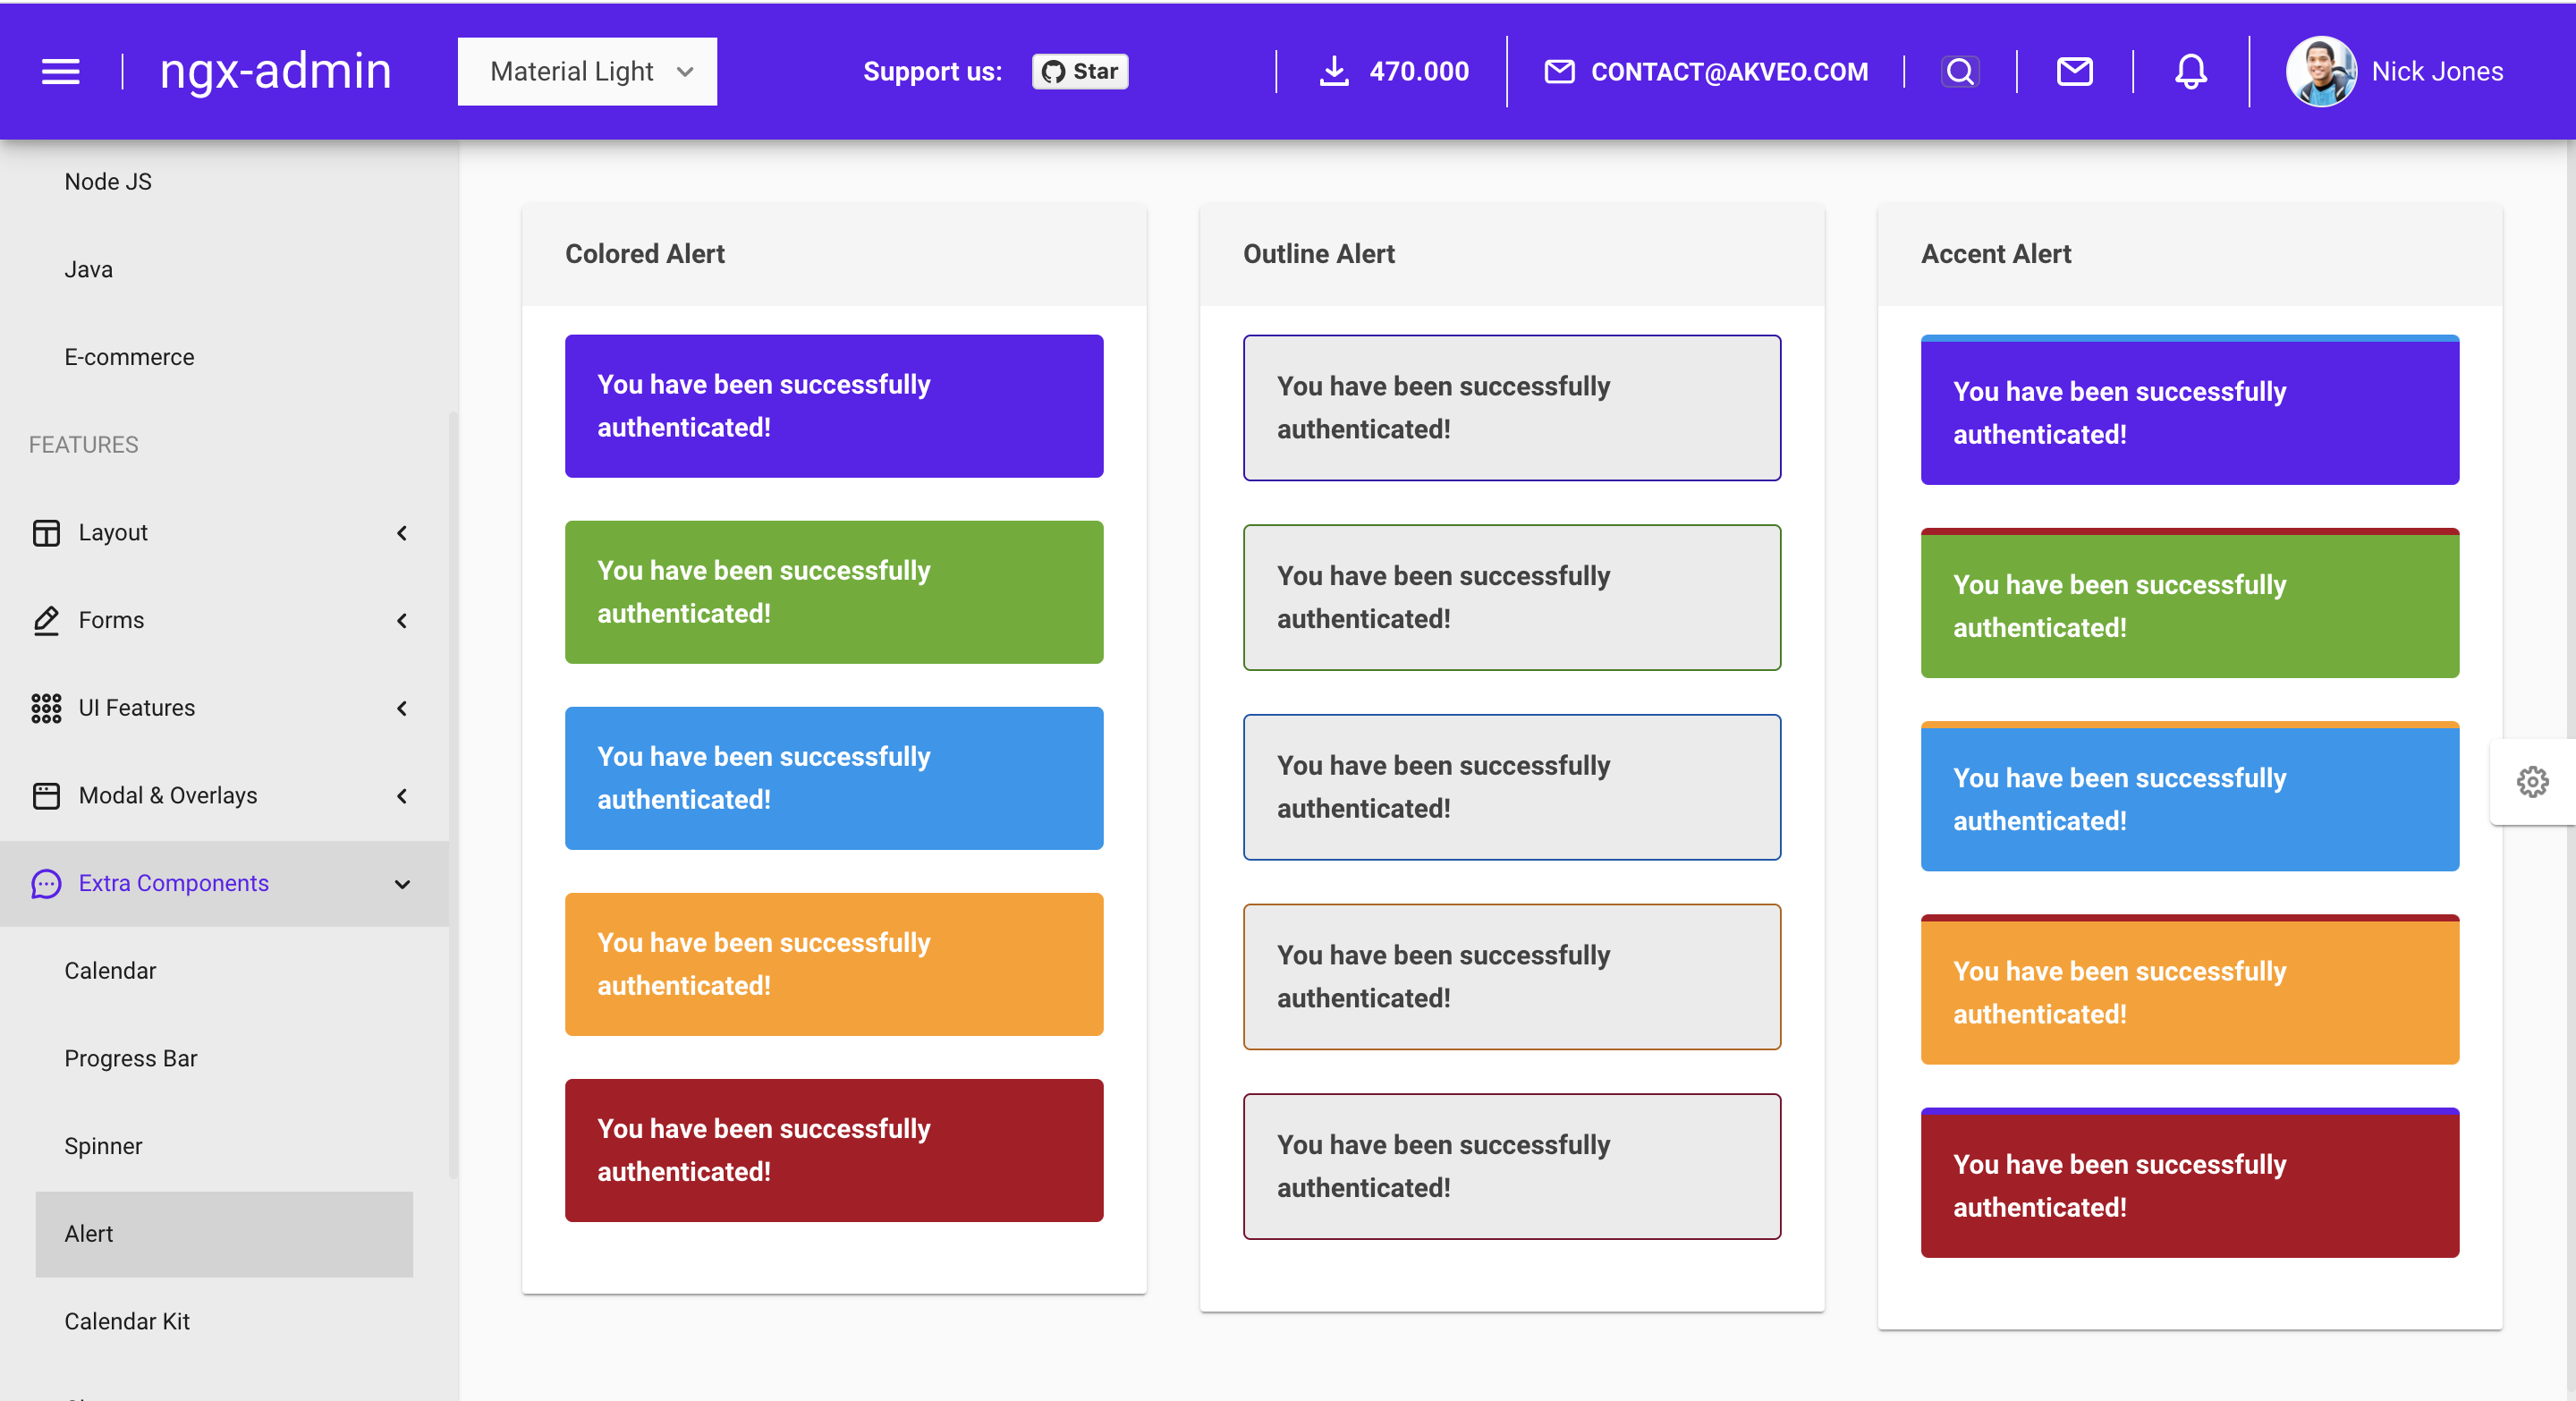 ngx-admin
Material Light
Support us:
Star
470.000
CONTACT@AKVEO.COM
Nick Jones
Node JS
Java
E-commerce
FEATURES
Layout
Forms
UI Features
Modal & Overlays
Extra Components
Calendar
Progress Bar
Spinner
Alert
Calendar Kit
Colored Alert
You have been successfully
authenticated!
You have been successfully
authenticated!
You have been successfully
authenticated!
You have been successfully
authenticated!
You have been successfully
authenticated!
Outline Alert
You have been successfully
authenticated!
You have been successfully
authenticated!
You have been successfully
authenticated!
You have been successfully
authenticated!
You have been successfully
authenticated!
Accent Alert
You have been successfully
authenticated!
You have been successfully
authenticated!
You have been successfully
authenticated!
You have been successfully
authenticated!
You have been successfully
authenticated!